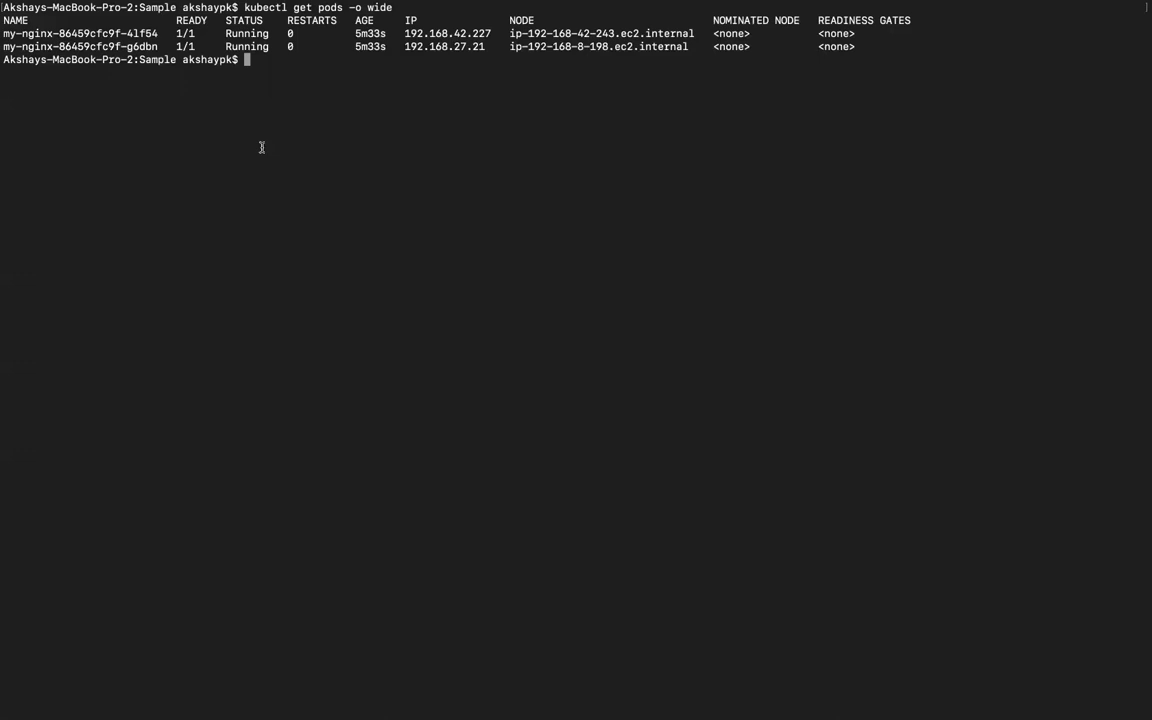 [Akshays-MacBook-Pro-2:Sample akshaypk$ kubectl get pods -o wide ]
NAME READY STATUS RESTARTS AGE IP NODE NOMINATED NODE READINESS GATES
my-nginx-86459cfc9f-4lf54 1/1 Running 0 5m33s 192.168.42.227 ip-192-168-42-243.ec2.internal <none> <none>
my-nginx-86459cfc9f-g6dbn 1/1 Running 0 5m33s 192.168.27.21 ip-192-168-8-198.ec2.internal <none> <none>
Akshays-MacBook-Pro-2:Sample akshaypk$